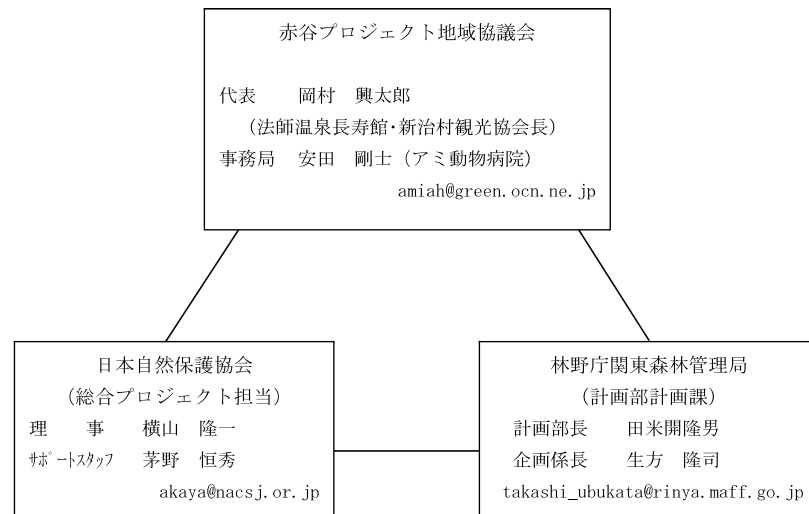 赤谷プロジェクト地域協議会
代表　　岡村　興太郎
（法師温泉長寿館・新治村観光協会長）
事務局　安田　剛士（アミ動物病院）
amiah@green.ocn.ne.jp
日本自然保護協会
（総合プロジェクト担当）
理　　事　　横山　隆一
ｻﾎﾟｰﾄｽﾀｯﾌ　　茅野　恒秀
akaya@nacsj.or.jp
林野庁関東森林管理局
（計画部計画課）
計画部長　　田米開隆男
企画係長　　生方　隆司
takashi_ubukata@rinya.maff.go.jp